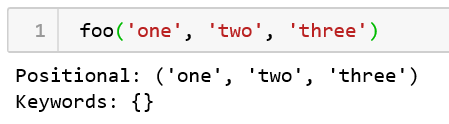 1 foo('one', 'two', 'three')
Positional: ('one', 'two', 'three')
Keywords: {}